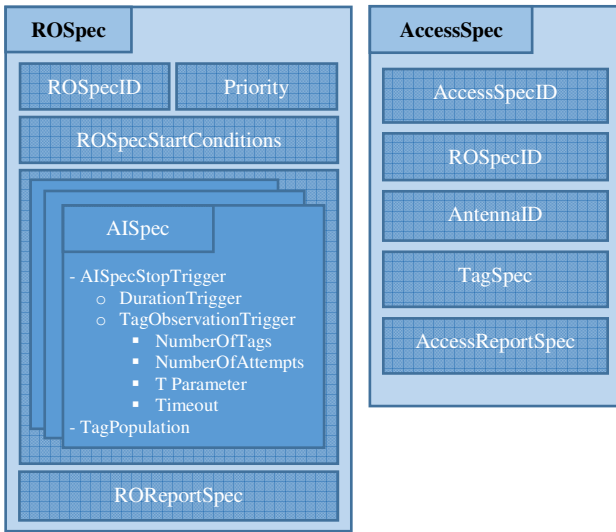 ROSpec
ROSpecID
Priority
ROSpecStartConditions
AISpec
- AISpecStopTrigger
o DurationTrigger
o TagObservationTrigger
▪ NumberOfTags
▪ NumberOfAttempts
▪ T Parameter
▪ Timeout
- TagPopulation
ROReportSpec
AccessSpec
AccessSpecID
ROSpecID
AntennaID
TagSpec
AccessReportSpec